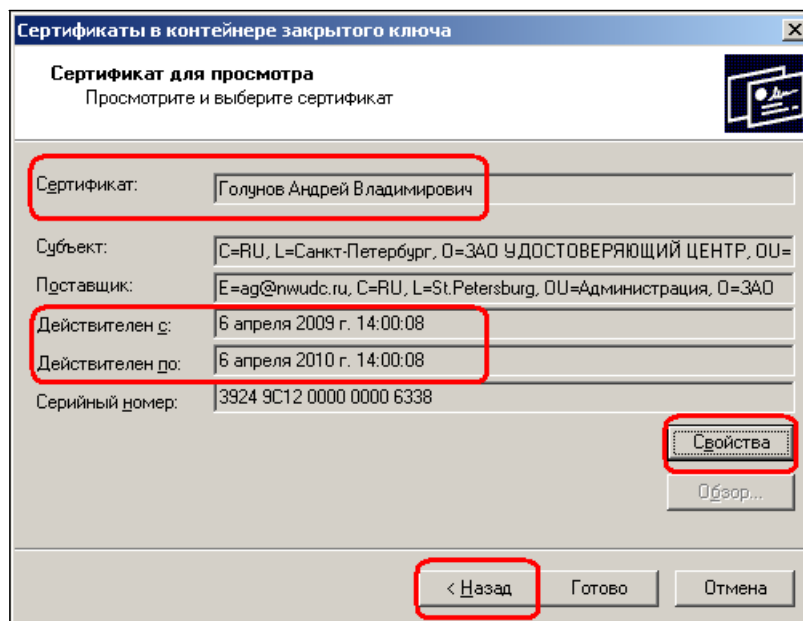 Сертификаты в контейнере закрытого ключа
Сертификат для просмотра
Просмотрите и выберите сертификат
Сертификат: Голунов Андрей Владимирович
Субъект: C=RU, L=Санкт-Петербург, O=ЗАО УДОСТОВЕРЯЮЩИЙ ЦЕНТР, OU=
Поставщик: E=ag@nwudc.ru, C=RU, L=St.Petersburg, OU=Администрация, O=ЗАО
Действителен с: 6 апреля 2009 г. 14:00:08
Действителен по: 6 апреля 2010 г. 14:00:08
Серийный номер: 3924 9C12 0000 0000 6338
Свойства
Обзор...
< Назад Готово Отмена